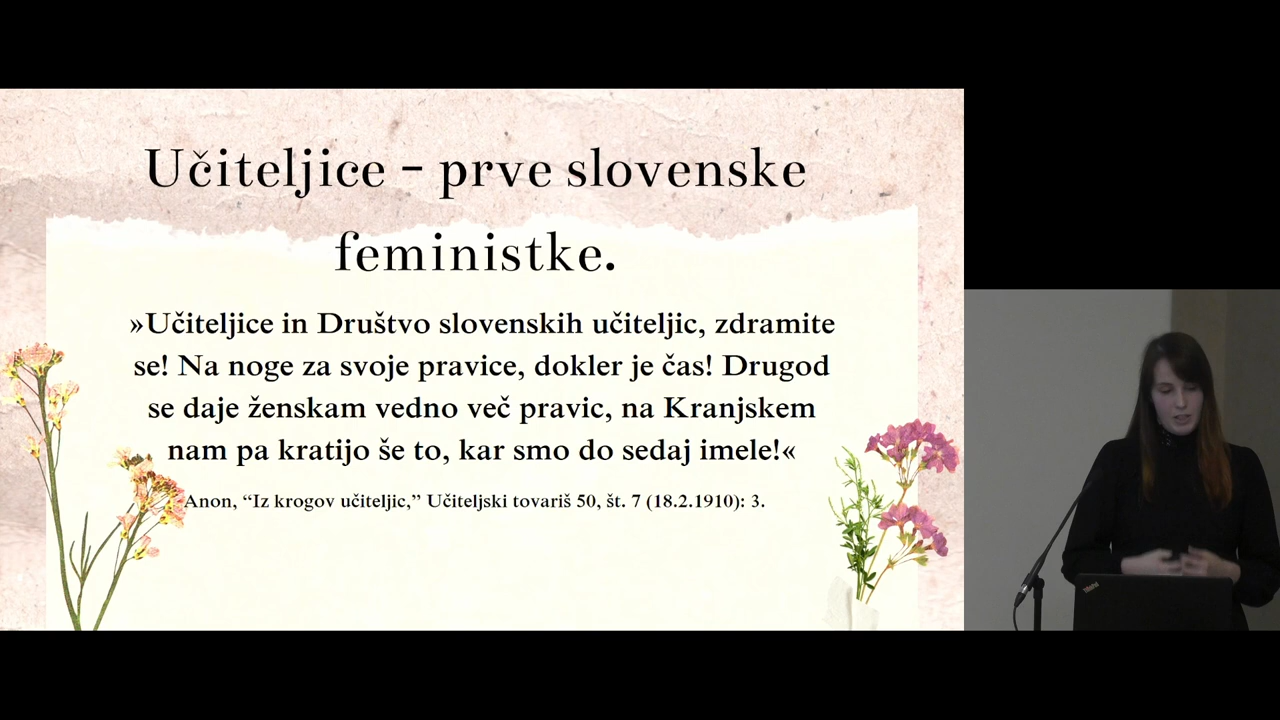 Učiteljice - prve slovenske
feministke.
»Učiteljice in Društvo slovenskih učiteljic, zdramite
se! Na noge za svoje pravice, dokler je čas! Drugod
se daje ženskam vedno več pravic, na Kranjskem
nam pa kratijo še to, kar smo do sedaj imele!«
Anon, “Iz krogov učiteljic,” Učiteljski tovariš 50, št. 7 (18.2.1910): 3.
ThinkPad